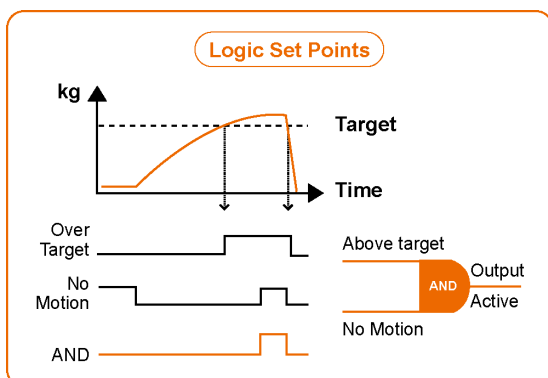 Logic Set Points
kg
Target
Time
Over
Target
No
Motion
AND
Above target
AND
Output
Active
No Motion